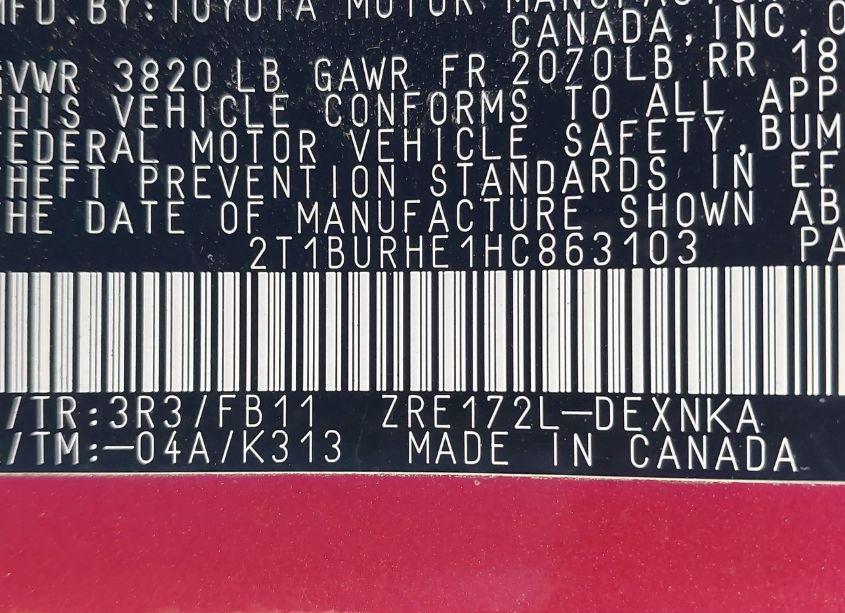 MFD.BY:TOYOTA MOTOR MANUFACTUR
CANADA,INC.
GVWR 3820 LB GAWR FR 2070LB RR 18
THIS VEHICLE CONFORMS TO ALL APP
FEDERAL MOTOR VEHICLE SAFETY,BUM
THEFT PREVENTION STANDARDS IN EF
THE DATE OF MANUFACTURE SHOWN AB
2T1BURHE1HC863103 PA
/TR:3R3/FB11 ZRE172L-DEXNKA
/TM:-04A/K313 MADE IN CANADA